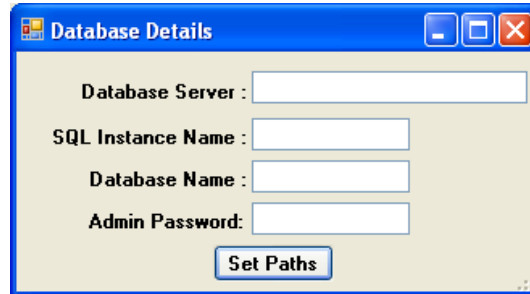 Database Details
Database Server :
SQL Instance Name :
Database Name :
Admin Password:
Set Paths